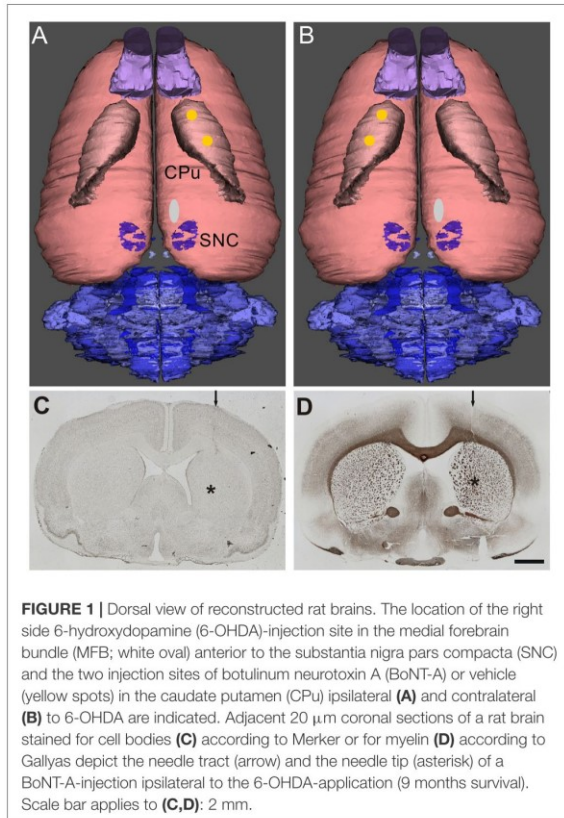 A
B
CPu
SNC
C
D
*
*
FIGURE 1 | Dorsal view of reconstructed rat brains. The location of the right
side 6-hydroxydopamine (6-OHDA)-injection site in the medial forebrain
bundle (MFB; white oval) anterior to the substantia nigra pars compacta (SNC)
and the two injection sites of botulinum neurotoxin A (BoNT-A) or vehicle
(yellow spots) in the caudate putamen (CPu) ipsilateral (A) and contralateral
(B) to 6-OHDA are indicated. Adjacent 20 μm coronal sections of a rat brain
stained for cell bodies (C) according to Merker or for myelin (D) according to
Gallyas depict the needle tract (arrow) and the needle tip (asterisk) of a
BoNT-A-injection ipsilateral to the 6-OHDA-application (9 months survival).
Scale bar applies to (C,D): 2 mm.